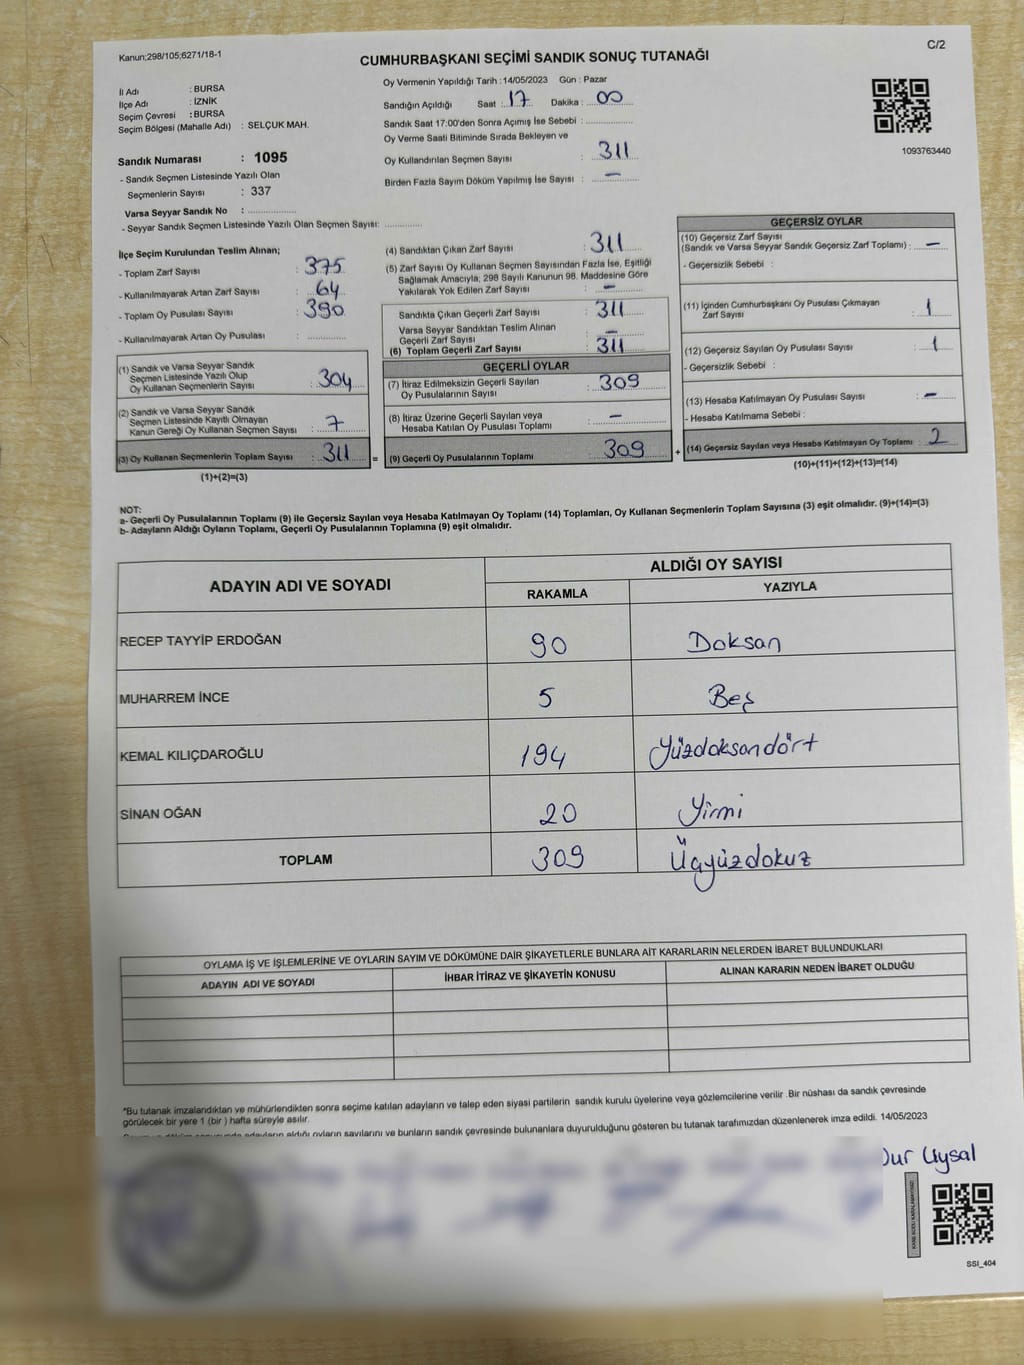 Kanun;298/105;6271/18-1
C/2
CUMHURBAŞKANI SEÇİMİ SANDIK SONUÇ TUTANAĞI
İl Adı : BURSA
İlçe Adı : İZNİK
Seçim Çevresi : BURSA
Seçim Bölgesi (Mahalle Adı) : SELÇUK MAH.
Sandık Numarası : 1095
- Sandık Seçmen Listesinde Yazılı Olan
Seçmenlerin Sayısı : 337
Varsa Seyyar Sandık No : ................
- Seyyar Sandık Seçmen Listesinde Yazılı Olan Seçmen Sayısı: ............
Oy Vermenin Yapıldığı Tarih : 14/05/2023 Gün : Pazar
Sandığın Açıldığı Saat : 17 Dakika : 00
Sandık Saat 17:00'den Sonra Açımış İse Sebebi : ...............
Oy Verme Saati Bitiminde Sırada Bekleyen ve
Oy Kullandırılan Seçmen Sayısı : 311
Birden Fazla Sayım Döküm Yapılmış İse Sayısı : —
1093763440
İlçe Seçim Kurulundan Teslim Alınan;
- Toplam Zarf Sayısı : 375
- Kullanılmayarak Artan Zarf Sayısı : 64
- Toplam Oy Pusulası Sayısı : 390
- Kullanılmayarak Artan Oy Pusulası : ............
(1) Sandık ve Varsa Seyyar Sandık
Seçmen Listesinde Yazılı Olup
Oy Kullanan Seçmenlerin Sayısı : 304
(2) Sandık ve Varsa Seyyar Sandık
Seçmen Listesinde Kayıtlı Olmayan
Kanun Gereği Oy Kullanan Seçmen Sayısı : 7
(3) Oy Kullanan Seçmenlerin Toplam Sayısı : 311 =
(1)+(2)=(3)
(4) Sandıktan Çıkan Zarf Sayısı : 311
(5) Zarf Sayısı Oy Kullanan Seçmen Sayısından Fazla İse, Eşitliği
Sağlamak Amacıyla; 298 Sayılı Kanunun 98. Maddesine Göre
Yakılarak Yok Edilen Zarf Sayısı : —
Sandıkta Çıkan Geçerli Zarf Sayısı : 311
Varsa Seyyar Sandıktan Teslim Alınan
Geçerli Zarf Sayısı : —
(6) Toplam Geçerli Zarf Sayısı : 311
GEÇERLİ OYLAR
(7) İtiraz Edilmeksizin Geçerli Sayılan
Oy Pusulalarının Sayısı : 309
(8) İtiraz Üzerine Geçerli Sayılan veya
Hesaba Katılan Oy Pusulası Toplamı : —
(9) Geçerli Oy Pusulalarının Toplamı : 309 +
GEÇERSİZ OYLAR
(10) Geçersiz Zarf Sayısı
(Sandık ve Varsa Seyyar Sandık Geçersiz Zarf Toplamı) : —
- Geçersizlik Sebebi :
(11) İçinden Cumhurbaşkanı Oy Pusulası Çıkmayan
Zarf Sayısı : 1
(12) Geçersiz Sayılan Oy Pusulası Sayısı : 1
- Geçersizlik Sebebi :
(13) Hesaba Katılmayan Oy Pusulası Sayısı : —
- Hesaba Katılmama Sebebi :
(14) Geçersiz Sayılan veya Hesaba Katılmayan Oy Toplamı : 2
(10)+(11)+(12)+(13)=(14)
NOT:
a- Geçerli Oy Pusulalarının Toplamı (9) ile Geçersiz Sayılan veya Hesaba Katılmayan Oy Toplamı (14) Toplamları, Oy Kullanan Seçmenlerin Toplam Sayısına (3) eşit olmalıdır. (9)+(14)=(3)
b- Adayların Aldığı Oyların Toplamı, Geçerli Oy Pusulalarının Toplamına (9) eşit olmalıdır.
ADAYIN ADI VE SOYADI
ALDIĞI OY SAYISI
RAKAMLA YAZIYLA
RECEP TAYYİP ERDOĞAN 90 Doksan
MUHARREM İNCE 5 Beş
KEMAL KILIÇDAROĞLU 194 Yüzdoksandört
SİNAN OĞAN 20 Yirmi
TOPLAM 309 Üçyüzdokuz
OYLAMA İŞ VE İŞLEMLERİNE VE OYLARIN SAYIM VE DÖKÜMÜNE DAİR ŞİKAYETLERLE BUNLARA AİT KARARLARIN NELERDEN İBARET BULUNDUKLARI
ADAYIN ADI VE SOYADI İHBAR İTİRAZ VE ŞİKAYETİN KONUSU ALINAN KARARIN NEDEN İBARET OLDUĞU
*Bu tutanak imzalandıktan ve mühürlendikten sonra seçime katılan adayların ve talep eden siyasi partilerin sandık kurulu üyelerine veya gözlemcilerine verilir .Bir nüshası da sandık çevresinde
görülecek bir yere 1 (bir ) hafta süreyle asılır.
adayların aldığı oyların sayılarını ve bunların sandık çevresinde bulunanlara duyurulduğunu gösteren bu tutanak tarafımızdan düzenlenerek imza edildi. 14/05/2023
Uysal
SSI_404